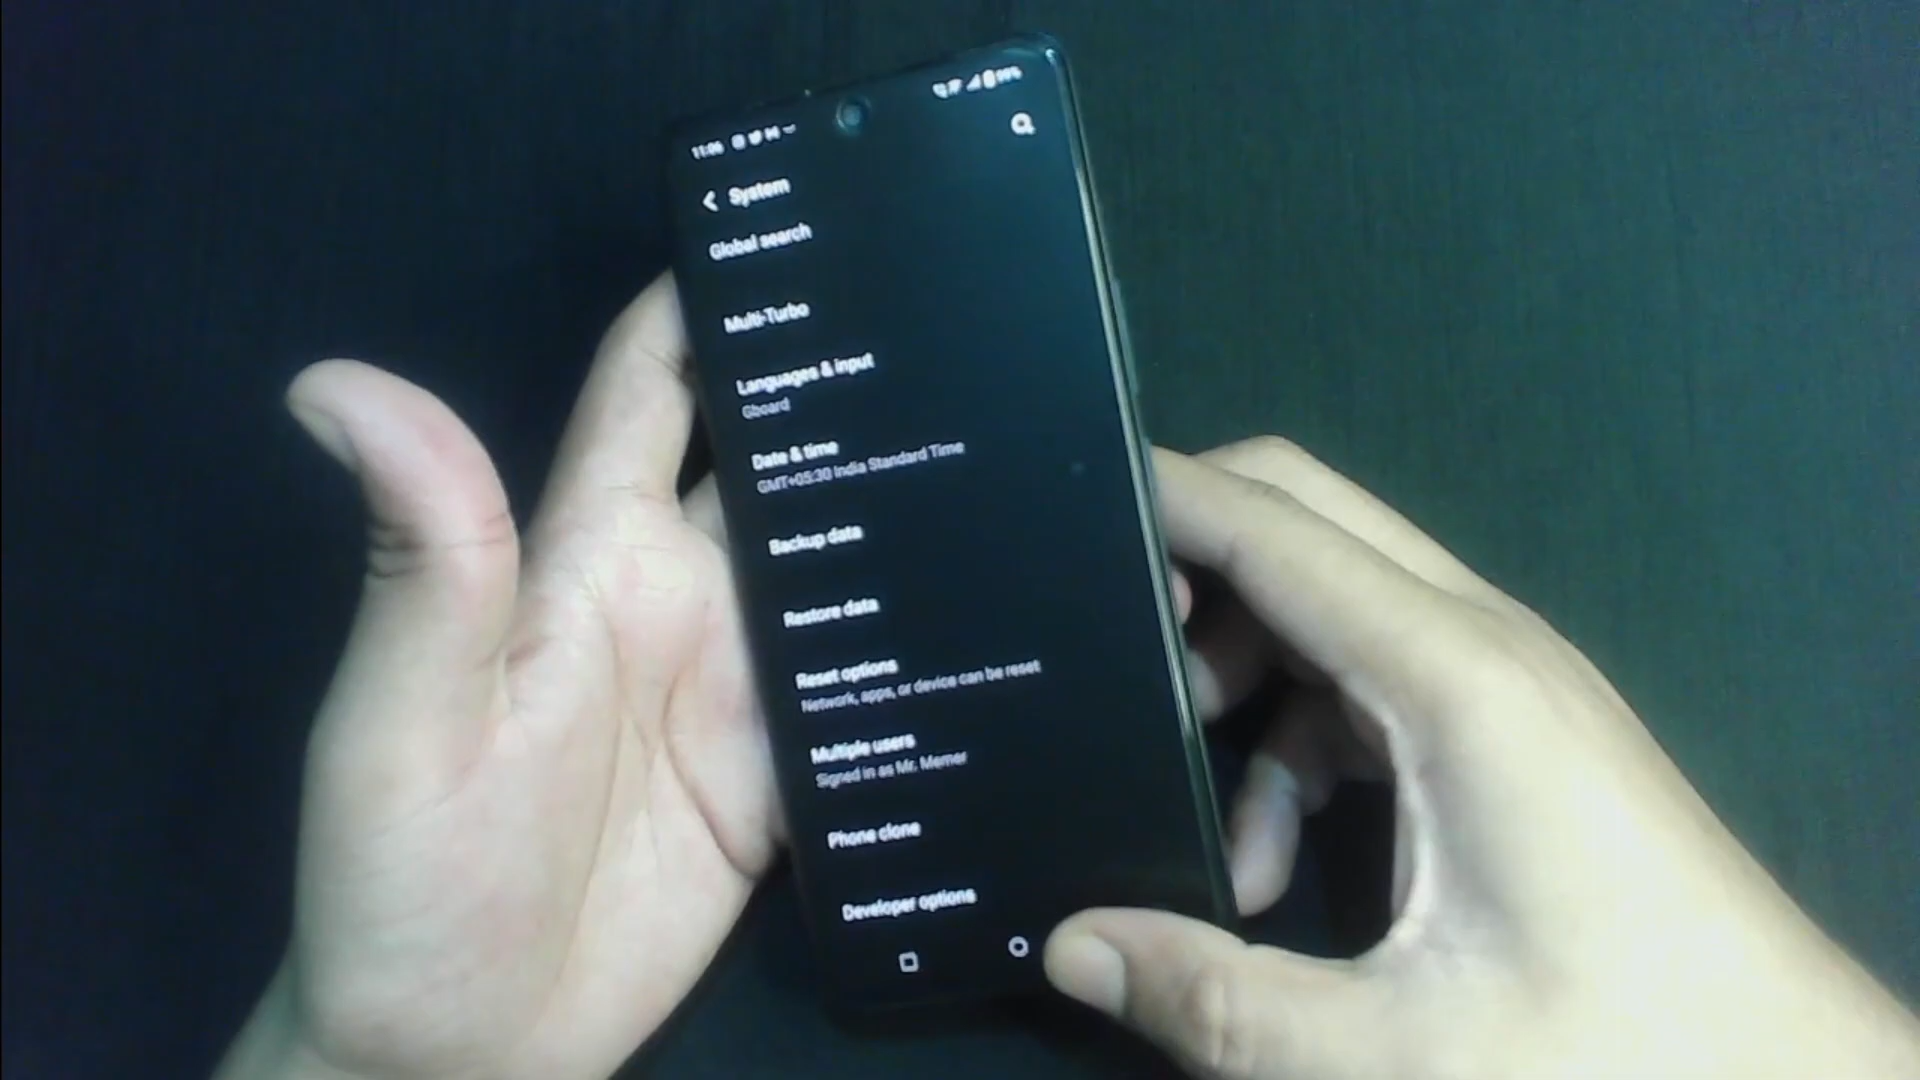 11:06
System
Global search
Multi-Turbo
Languages & input
Gboard
Date & time
GMT+05:30 India Standard Time
Backup data
Restore data
Reset options
Network, apps, or device can be reset
Multiple users
Signed in as Mr. Memer
Phone clone
Developer options